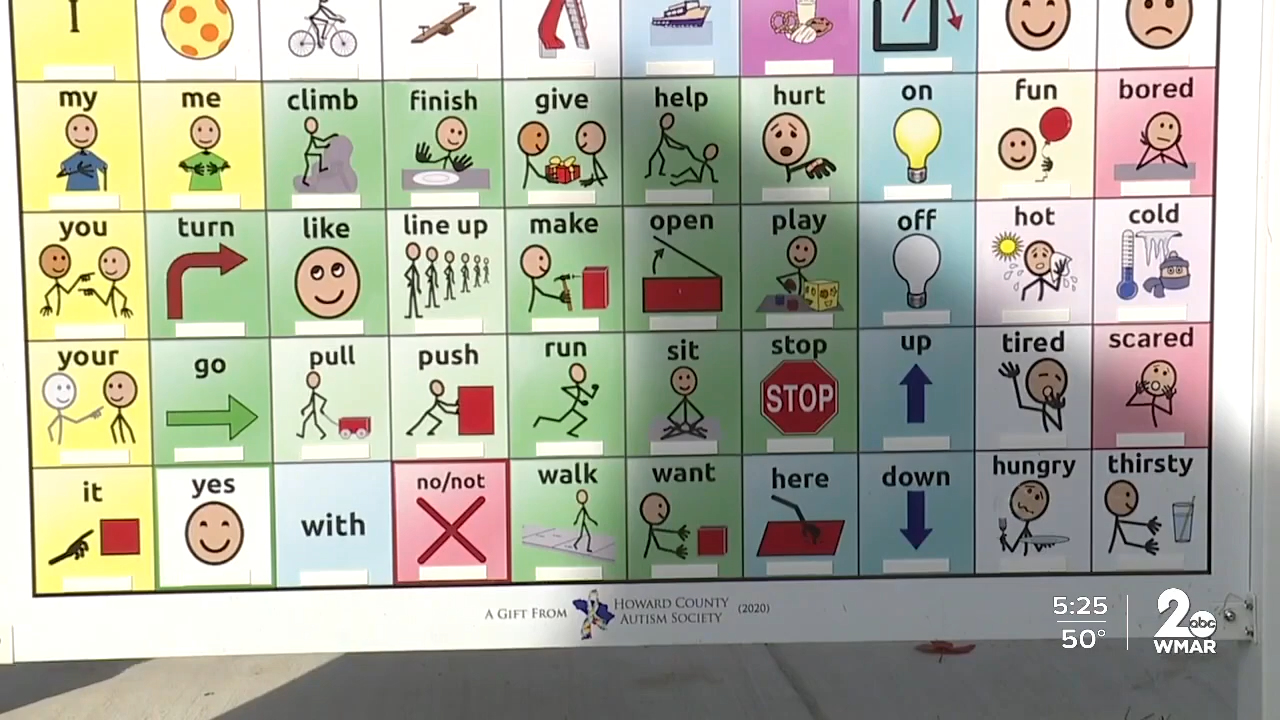 I
my me climb finish give help hurt on fun bored
you turn like line up make open play off hot cold
your go pull push run sit stop up tired scared
STOP
it yes with no/not walk want here down hungry thirsty
A Gift From Howard County Autism Society (2020)
5:25
50°
2 abc
WMAR